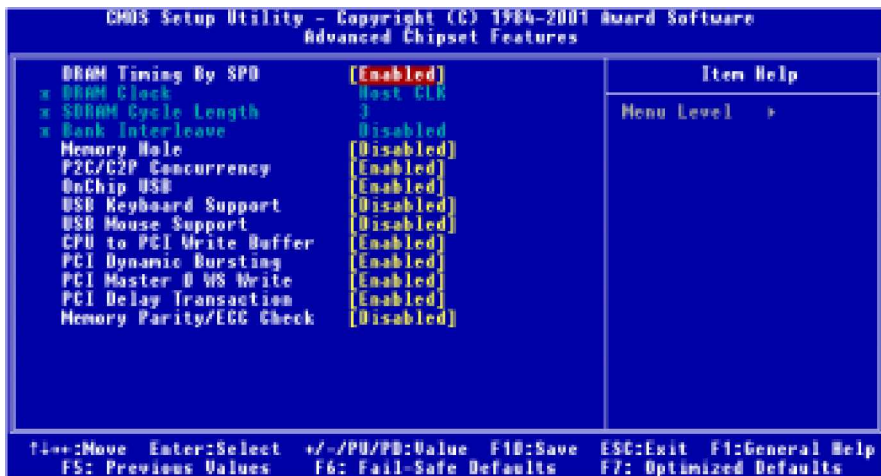 CMOS Setup Utility - Copyright (C) 1984-2001 Award Software
Advanced Chipset Features
DRAM Timing By SPD [Enabled]
x DRAM Clock Host CLK
x SDRAM Cycle Length 3
x Bank Interleave Disabled
Memory Hole [Disabled]
P2C/C2P Concurrency [Enabled]
OnChip USB [Enabled]
USB Keyboard Support [Disabled]
USB Mouse Support [Disabled]
CPU to PCI Write Buffer [Enabled]
PCI Dynamic Bursting [Enabled]
PCI Master 0 WS Write [Enabled]
PCI Delay Transaction [Enabled]
Memory Parity/ECC Check [Disabled]
Item Help
Menu Level ▸
↑↓→←:Move Enter:Select +/-/PU/PD:Value F10:Save ESC:Exit F1:General Help
F5: Previous Values F6: Fail-Safe Defaults F7: Optimized Defaults